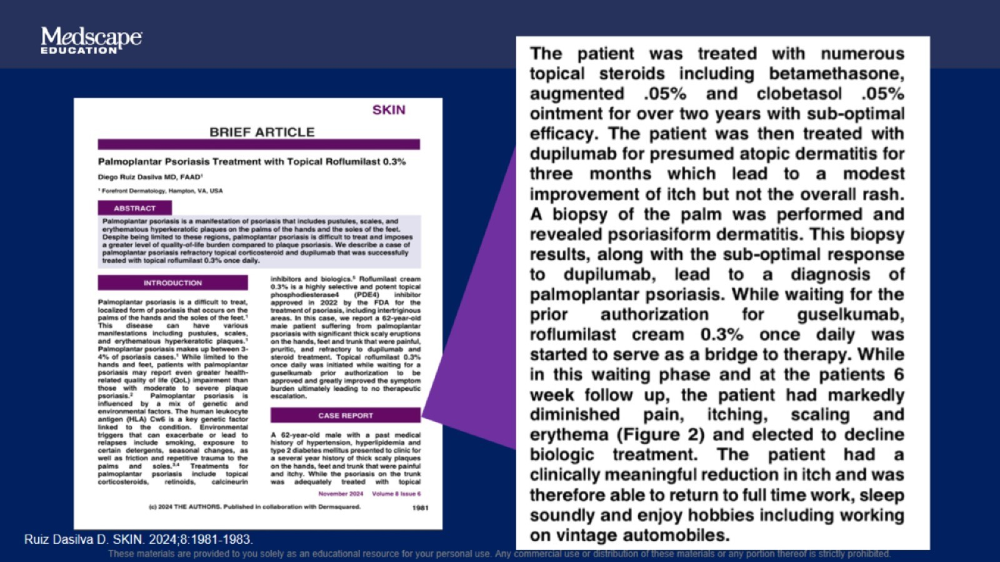 Medscape
EDUCATION
SKIN
BRIEF ARTICLE
Palmoplantar Psoriasis Treatment with Topical Roflumilast 0.3%
Diego Ruiz Dasilva MD, FAAD¹
¹ Forefront Dermatology, Hampton, VA, USA
ABSTRACT
Palmoplantar psoriasis is a manifestation of psoriasis that includes pustules, scales, and
erythematous hyperkeratotic plaques on the palms of the hands and the soles of the feet.
Despite being limited to these regions, palmoplantar psoriasis is difficult to treat and imposes
a greater level of quality-of-life burden compared to plaque psoriasis. We describe a case of
palmoplantar psoriasis refractory topical corticosteroid and dupilumab that was successfully
treated with topical roflumilast 0.3% once daily.
INTRODUCTION
Palmoplantar psoriasis is a difficult to treat,
localized form of psoriasis that occurs on the
palms of the hands and the soles of the feet.¹
This disease can have various
manifestations including pustules, scales,
and erythematous hyperkeratotic plaques.¹
Palmoplantar psoriasis makes up between 3-
4% of psoriasis cases.¹ While limited to the
hands and feet, patients with palmoplantar
psoriasis may report even greater health-
related quality of life (QoL) impairment than
those with moderate to severe plaque
psoriasis.² Palmoplantar psoriasis is
influenced by a mix of genetic and
environmental factors. The human leukocyte
antigen (HLA) Cw6 is a key genetic factor
linked to the condition. Environmental
triggers that can exacerbate or lead to
relapses include smoking, exposure to
certain detergents, seasonal changes, as
well as friction and repetitive trauma to the
palms and soles.³,⁴ Treatments for
palmoplantar psoriasis include topical
corticosteroids, retinoids, calcineurin
inhibitors and biologics.⁵ Roflumilast cream
0.3% is a highly selective and potent topical
phosphodiesterase4 (PDE4) inhibitor
approved in 2022 by the FDA for the
treatment of psoriasis, including intertriginous
areas. In this case, we report a 62-year-old
male patient suffering from palmoplantar
psoriasis with significant thick scaly eruptions
on the hands, feet and trunk that were painful,
pruritic, and refractory to dupilumab and
steroid treatment. Topical roflumilast 0.3%
once daily was initiated while waiting for a
guselkumab prior authorization to be
approved and greatly improved the symptom
burden ultimately leading to no therapeutic
escalation.
CASE REPORT
A 62-year-old male with a past medical
history of hypertension, hyperlipidemia and
type 2 diabetes mellitus presented to clinic for
a several year history of thick scaly plaques
on the hands, feet and trunk that were painful
and itchy. While the psoriasis on the trunk
was adequately treated with topical
November 2024 Volume 8 Issue 6
(c) 2024 THE AUTHORS. Published in collaboration with Dermsquared.
1981
The patient was treated with numerous
topical steroids including betamethasone,
augmented .05% and clobetasol .05%
ointment for over two years with sub-optimal
efficacy. The patient was then treated with
dupilumab for presumed atopic dermatitis for
three months which lead to a modest
improvement of itch but not the overall rash.
A biopsy of the palm was performed and
revealed psoriasiform dermatitis. This biopsy
results, along with the sub-optimal response
to dupilumab, lead to a diagnosis of
palmoplantar psoriasis. While waiting for the
prior authorization for guselkumab,
roflumilast cream 0.3% once daily was
started to serve as a bridge to therapy. While
in this waiting phase and at the patients 6
week follow up, the patient had markedly
diminished pain, itching, scaling and
erythema (Figure 2) and elected to decline
biologic treatment. The patient had a
clinically meaningful reduction in itch and was
therefore able to return to full time work, sleep
soundly and enjoy hobbies including working
on vintage automobiles.
Ruiz Dasilva D. SKIN. 2024;8:1981-1983.
These materials are provided to you solely as an educational resource for your personal use. Any commercial use or distribution of these materials or any portion thereof is strictly prohibited.